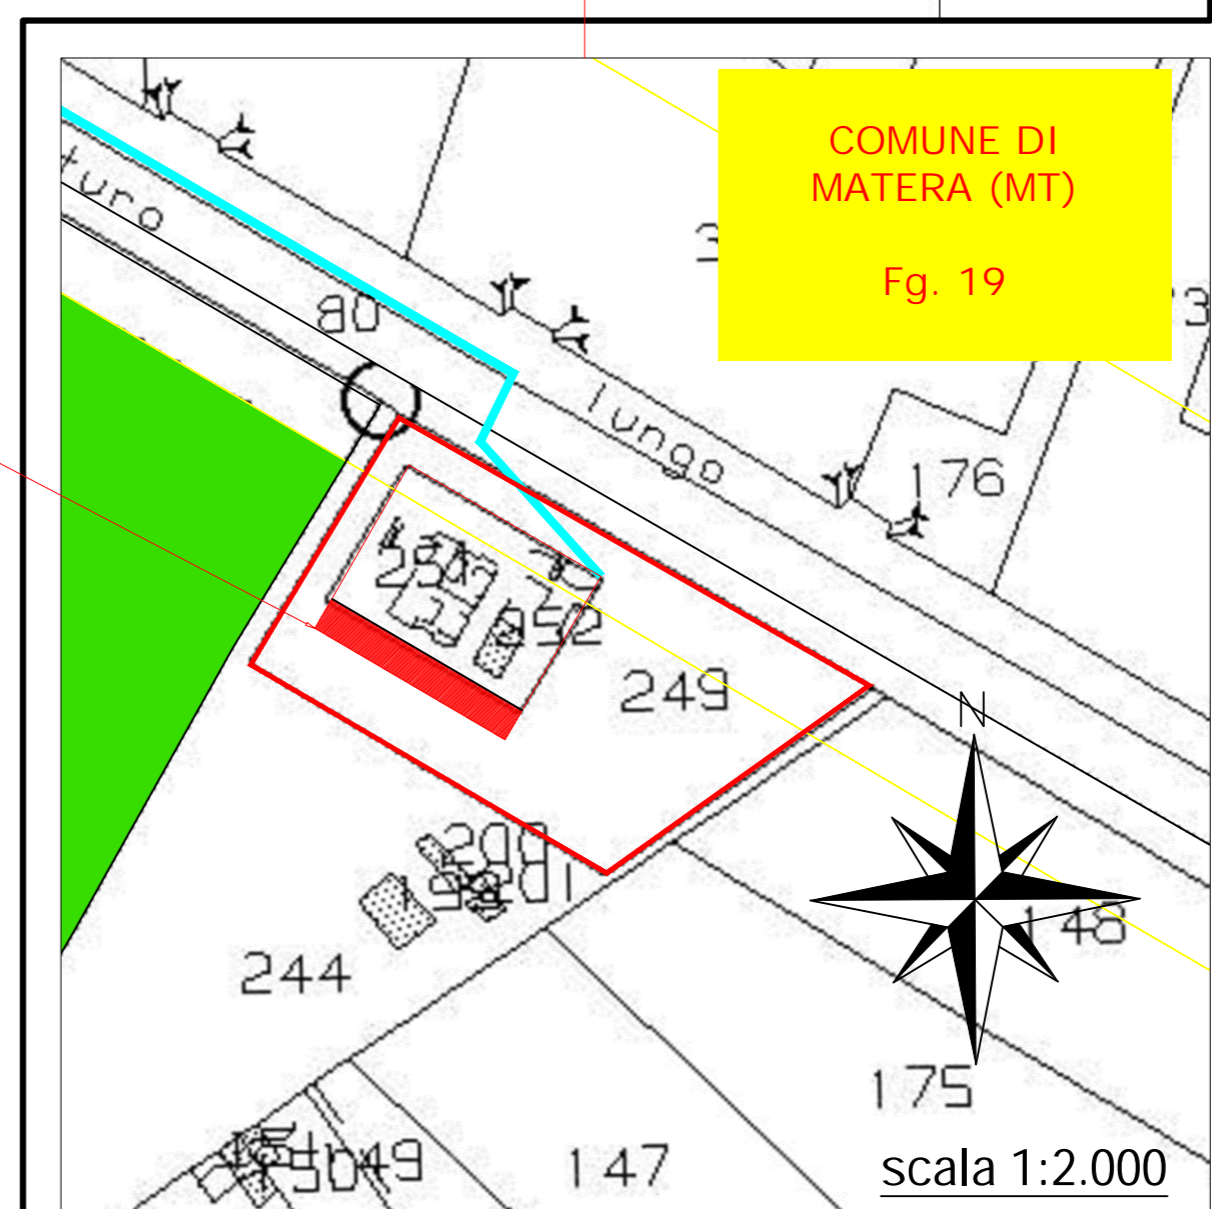 COMUNE DI
MATERA (MT)
Fg. 19
turo
80
lungo
176
252
249
N
148
244
175
147
scala 1:2.000